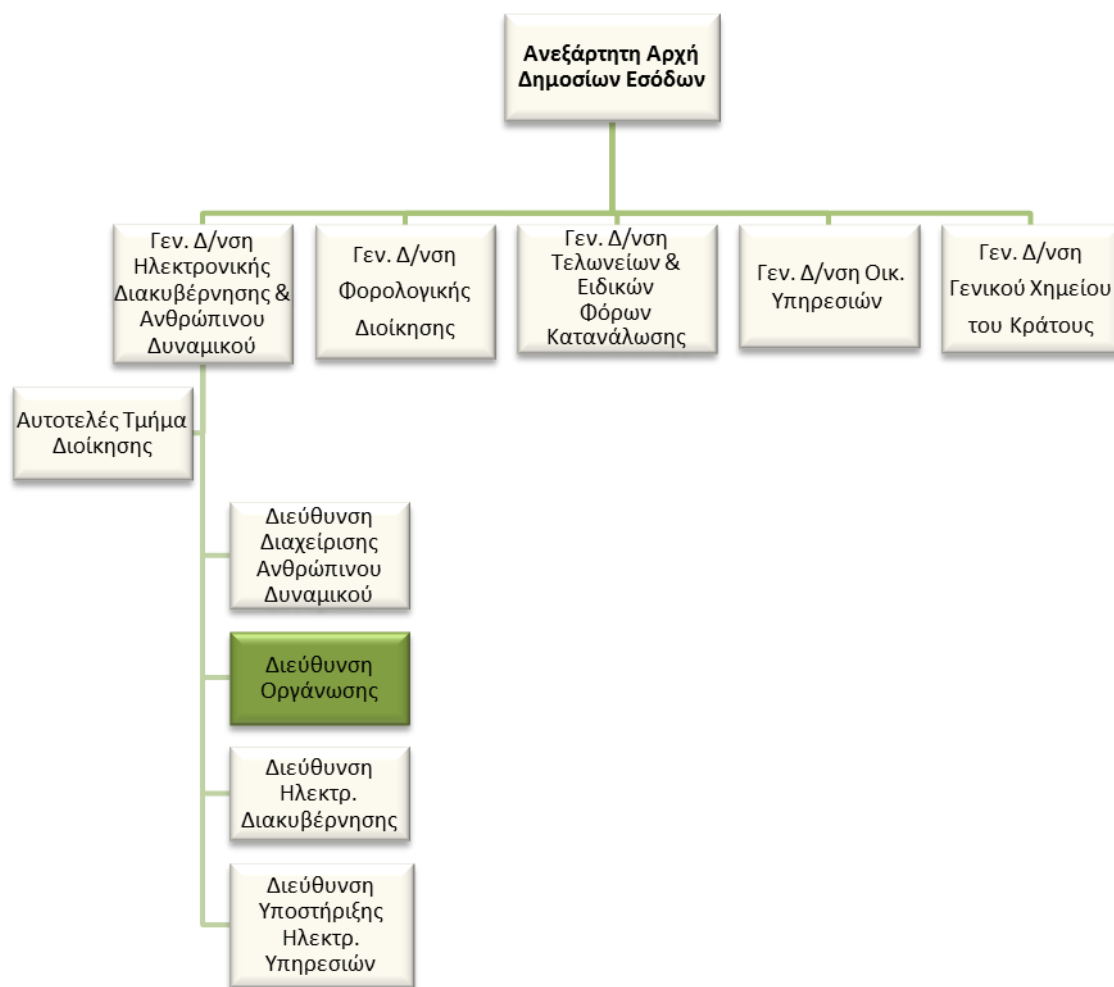 Ανεξάρτητη Αρχή
Δημοσίων Εσόδων
Γεν. Δ/νση
Ηλεκτρονικής
Διακυβέρνησης &
Ανθρώπινου
Δυναμικού
Γεν. Δ/νση
Φορολογικής
Διοίκησης
Γεν. Δ/νση
Τελωνείων &
Ειδικών
Φόρων
Κατανάλωσης
Γεν. Δ/νση Οικ.
Υπηρεσιών
Γεν. Δ/νση
Γενικού Χημείου
του Κράτους
Αυτοτελές Τμήμα
Διοίκησης
Διεύθυνση
Διαχείρισης
Ανθρώπινου
Δυναμικού
Διεύθυνση
Οργάνωσης
Διεύθυνση
Ηλεκτρ.
Διακυβέρνησης
Διεύθυνση
Υποστήριξης
Ηλεκτρ.
Υπηρεσιών